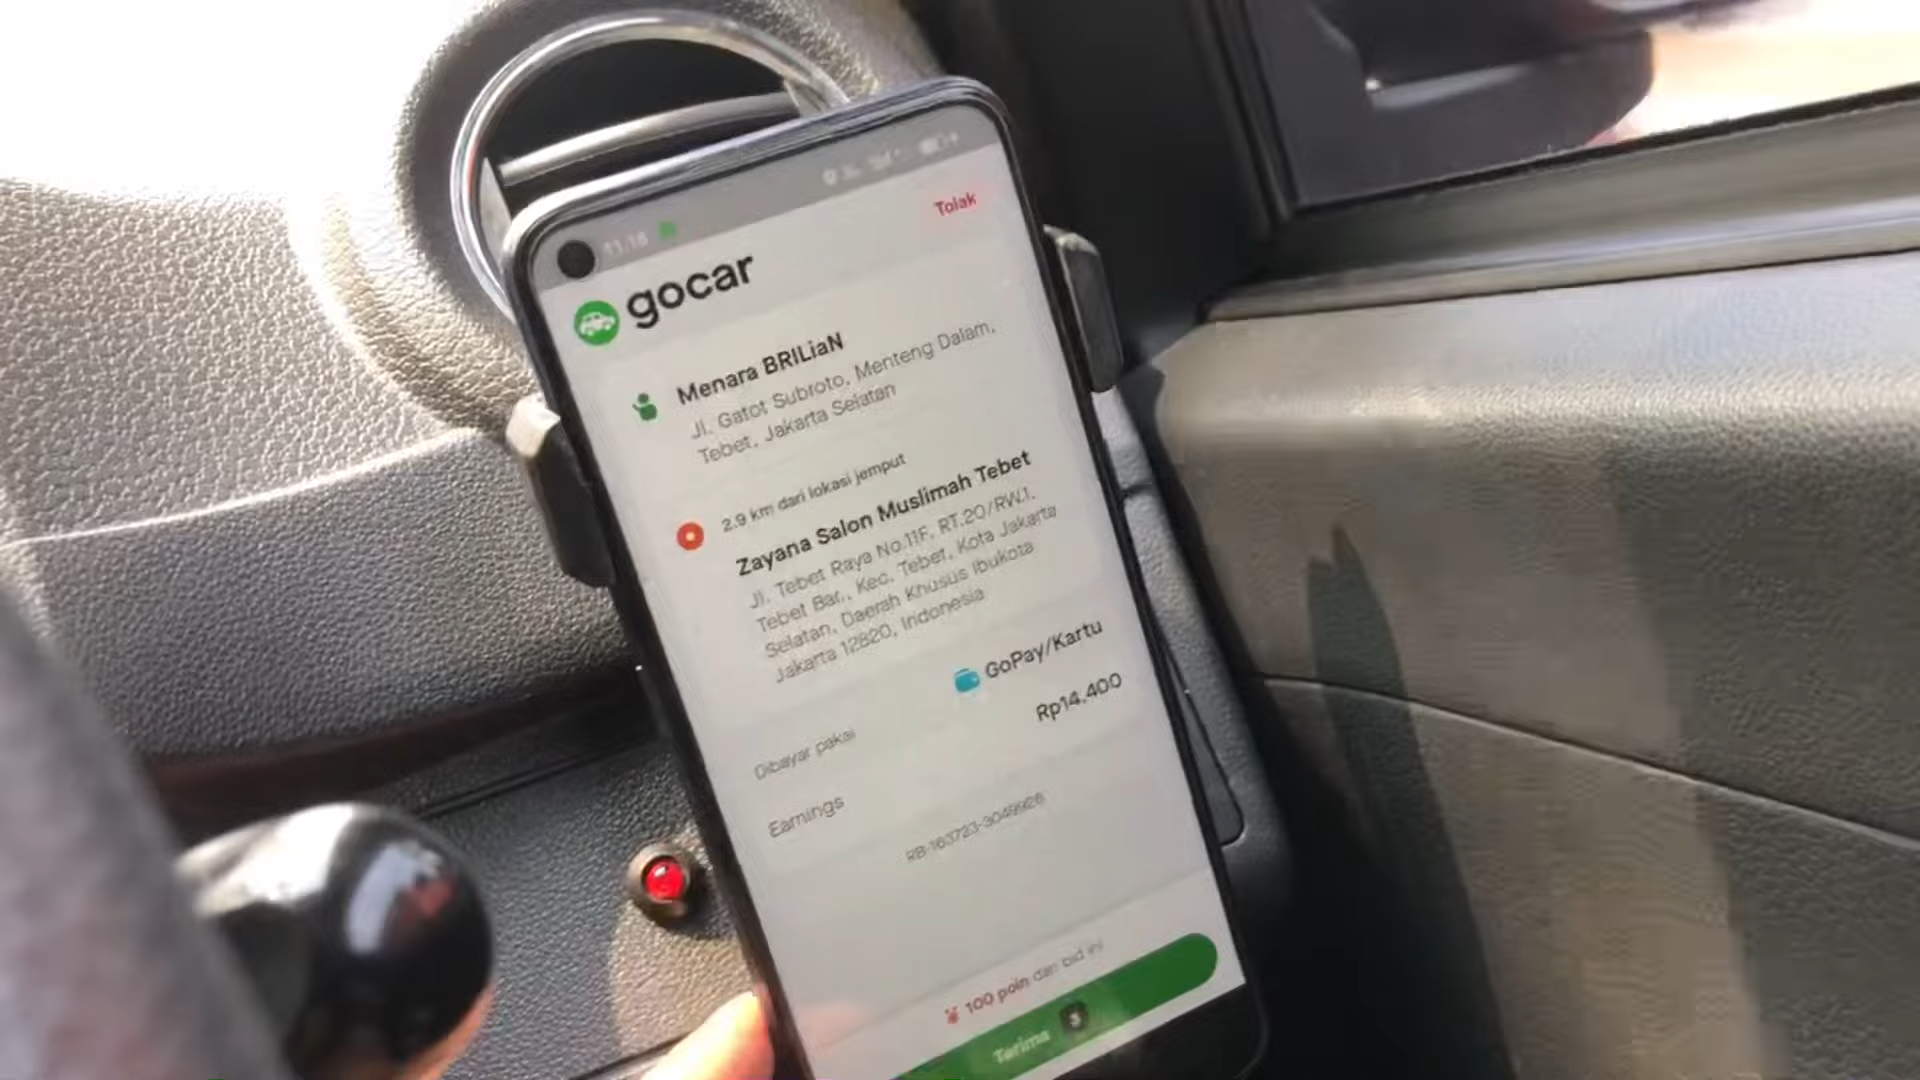 11.18
Tolak
gocar
Menara BRILiaN
Jl. Gatot Subroto, Menteng Dalam,
Tebet, Jakarta Selatan
2.9 km dari lokasi jemput
Zayana Salon Muslimah Tebet
Jl. Tebet Raya No.11F, RT.20/RW.1,
Tebet Bar., Kec. Tebet, Kota Jakarta
Selatan, Daerah Khusus Ibukota
Jakarta 12820, Indonesia
Dibayar pakai GoPay/Kartu
Earnings Rp14.400
RB-163723-3049926
100 poin dari bid ini
Terima 3